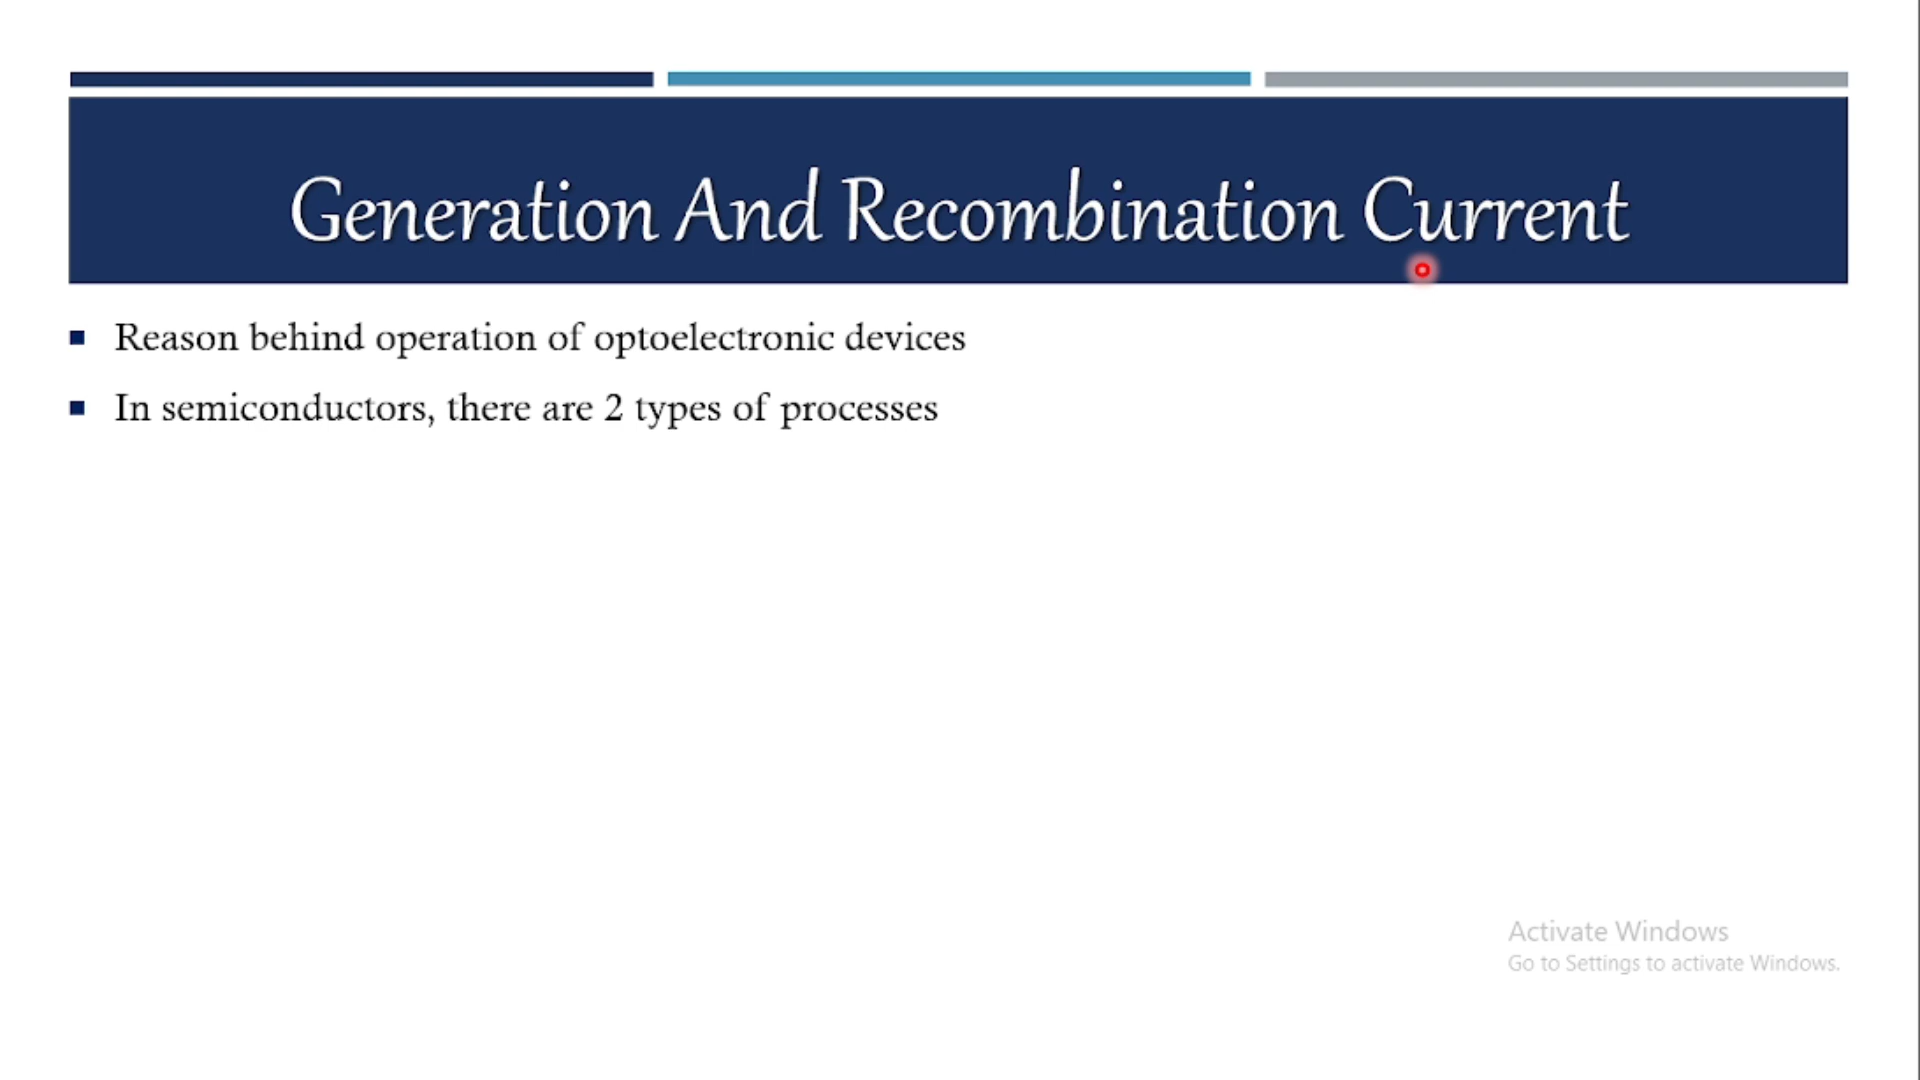 Generation And Recombination Current
Reason behind operation of optoelectronic devices
In semiconductors, there are 2 types of processes
Activate Windows
Go to Settings to activate Windows.